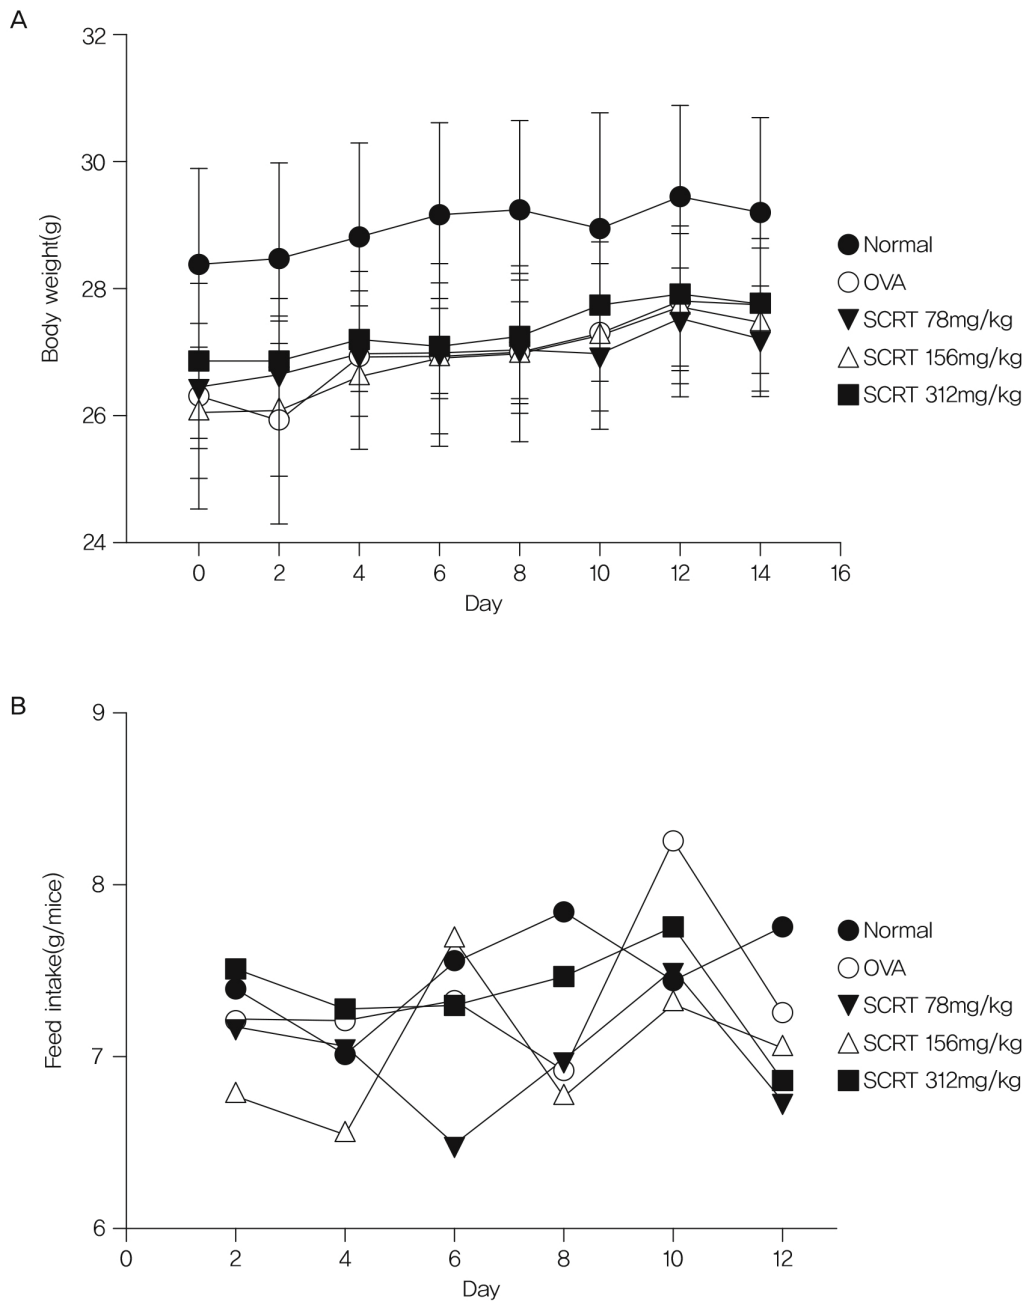 A
32
30
28
26
24
Body weight(g)
0 2 4 6 8 10 12 14 16
Day
Normal
OVA
SCRT 78mg/kg
SCRT 156mg/kg
SCRT 312mg/kg
B
9
8
7
6
Feed intake(g/mice)
0 2 4 6 8 10 12
Day
Normal
OVA
SCRT 78mg/kg
SCRT 156mg/kg
SCRT 312mg/kg